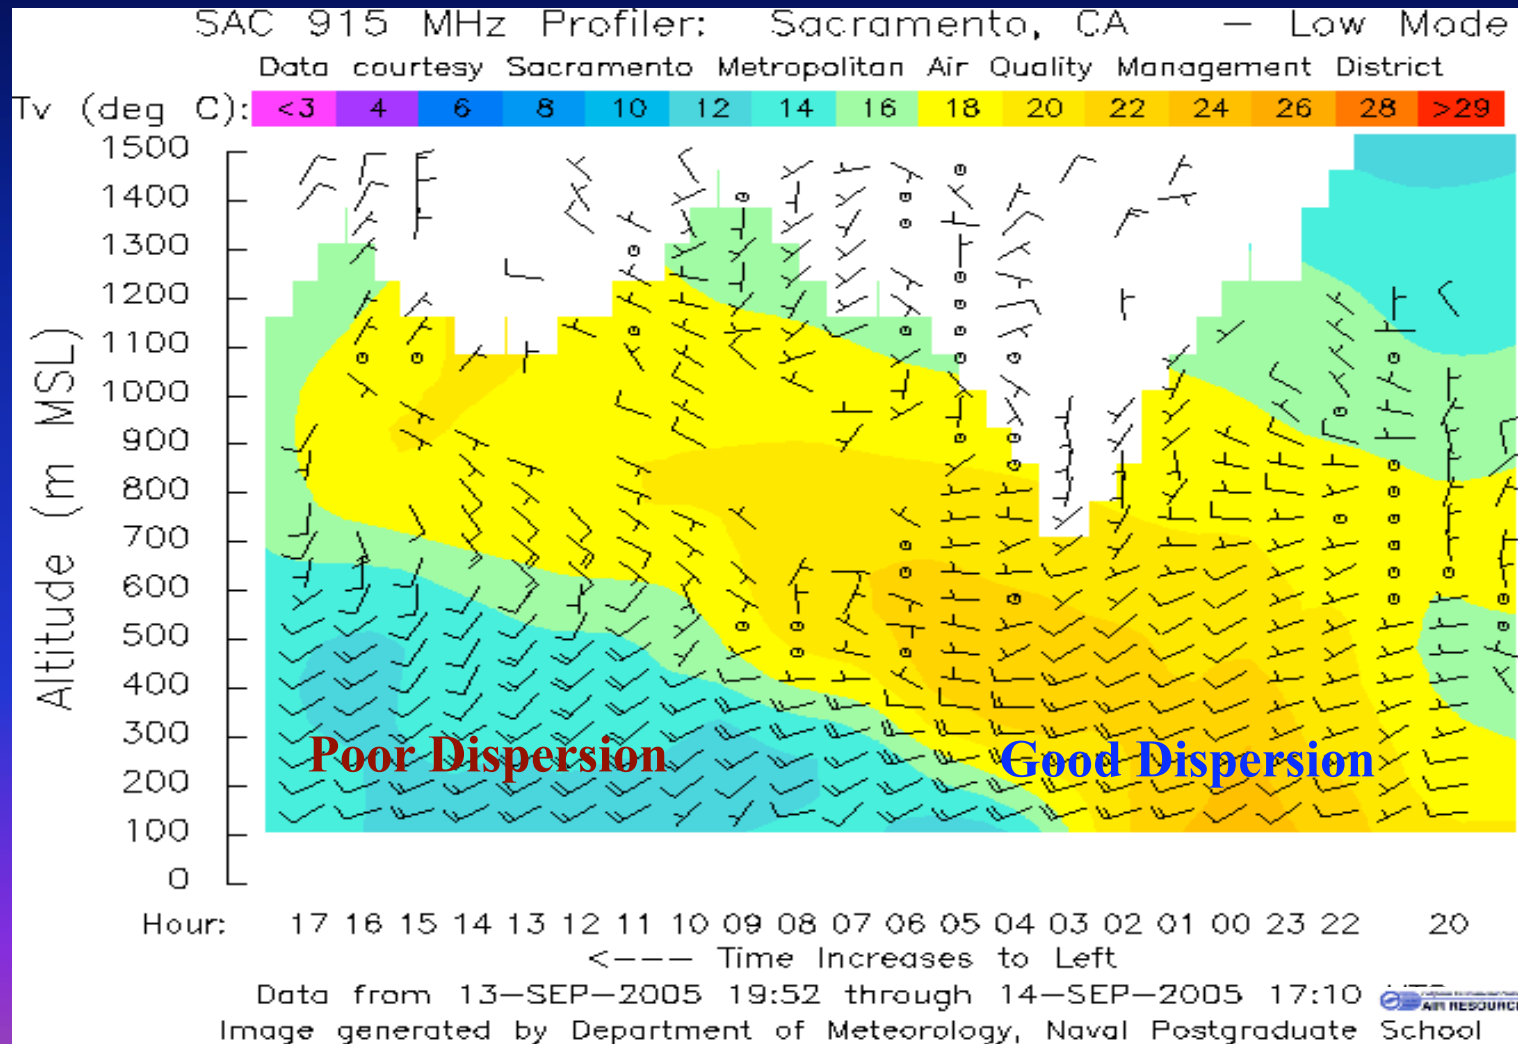 SAC 915 MHz Profiler: Sacramento, CA — Low Mode
Data courtesy Sacramento Metropolitan Air Quality Management District
Tv (deg C): <3 4 6 8 10 12 14 16 18 20 22 24 26 28 >29
1500
1400
1300
1200
1100
1000
900
800
700
600
500
400
300
200
100
0
Altitude (m MSL)
Poor Dispersion
Good Dispersion
Hour: 17 16 15 14 13 12 11 10 09 08 07 06 05 04 03 02 01 00 23 22 20
<--- Time Increases to Left
Data from 13-SEP-2005 19:52 through 14-SEP-2005 17:10
AIR RESOURCE
Image generated by Department of Meteorology, Naval Postgraduate School